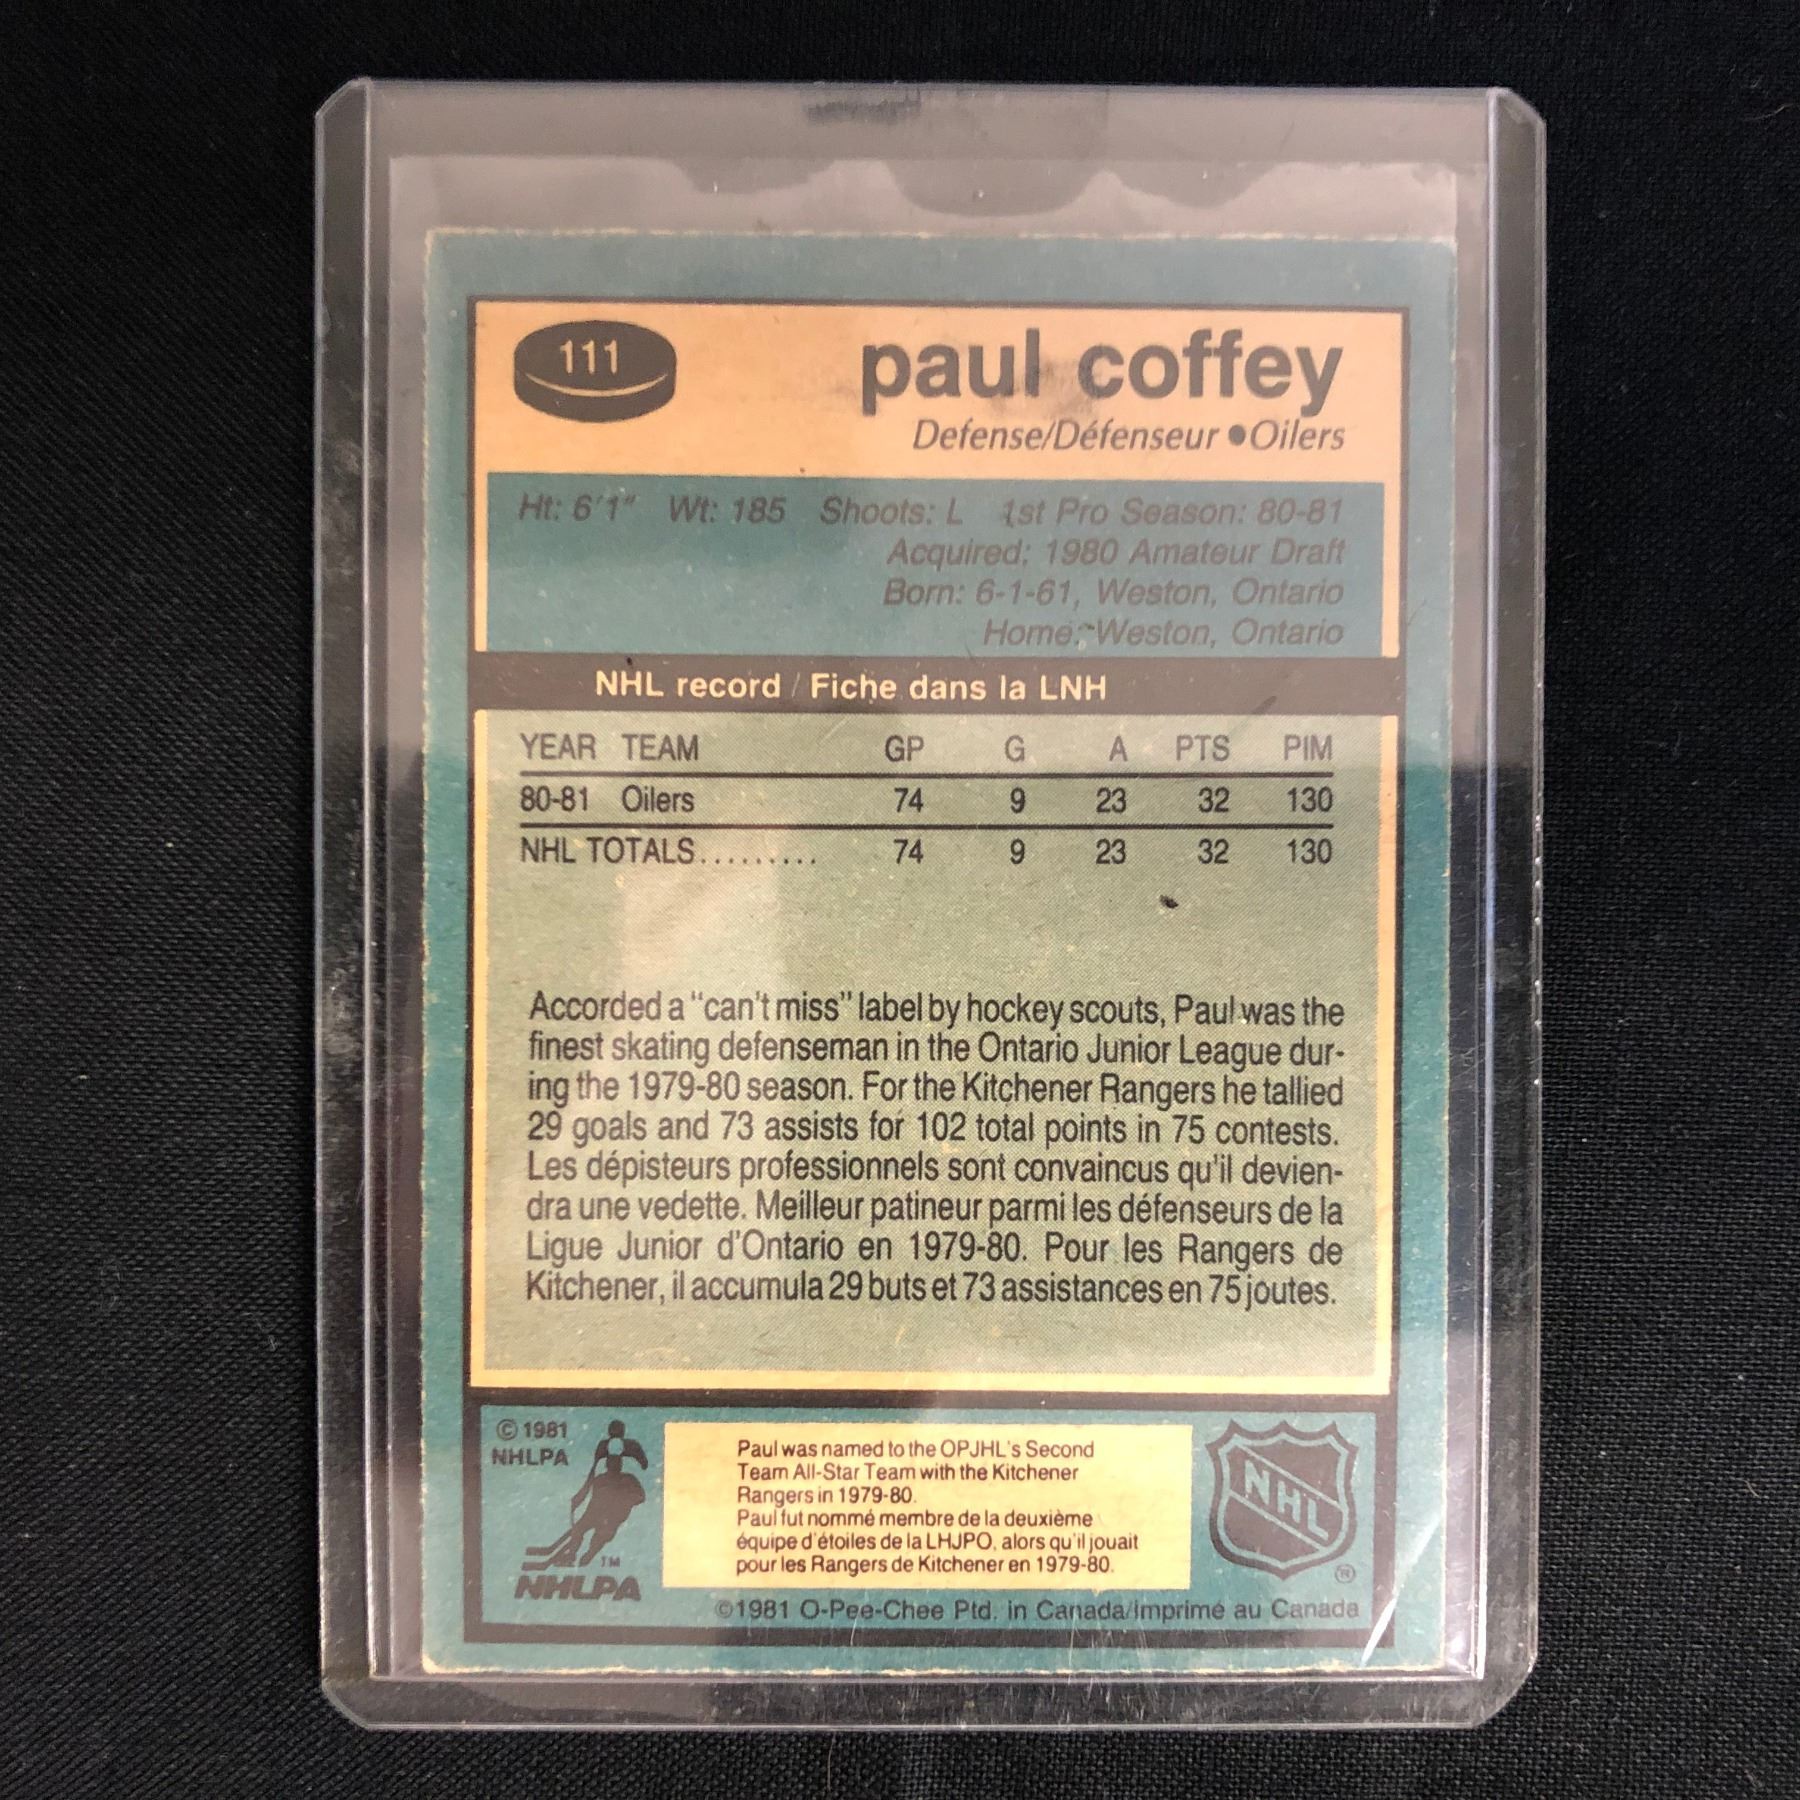 111
paul coffey
Defense/Défenseur ● Oilers
Ht: 6'1" Wt: 185 Shoots: L 1st Pro Season: 80-81
Acquired: 1980 Amateur Draft
Born: 6-1-61, Weston, Ontario
Home: Weston, Ontario
NHL record / Fiche dans la LNH
YEAR TEAM GP G A PTS PIM
80-81 Oilers 74 9 23 32 130
NHL TOTALS......... 74 9 23 32 130
Accorded a "can't miss" label by hockey scouts, Paul was the
finest skating defenseman in the Ontario Junior League dur-
ing the 1979-80 season. For the Kitchener Rangers he tallied
29 goals and 73 assists for 102 total points in 75 contests.
Les dépisteurs professionnels sont convaincus qu'il devien-
dra une vedette. Meilleur patineur parmi les défenseurs de la
Ligue Junior d'Ontario en 1979-80. Pour les Rangers de
Kitchener, il accumula 29 buts et 73 assistances en 75 joutes.
© 1981
NHLPA
TM
NHLPA
Paul was named to the OPJHL's Second
Team All-Star Team with the Kitchener
Rangers in 1979-80.
Paul fut nommé membre de la deuxième
équipe d'étoiles de la LHJPO, alors qu'il jouait
pour les Rangers de Kitchener en 1979-80.
NHL
®
©1981 O-Pee-Chee Ptd. in Canada/Imprimé au Canada